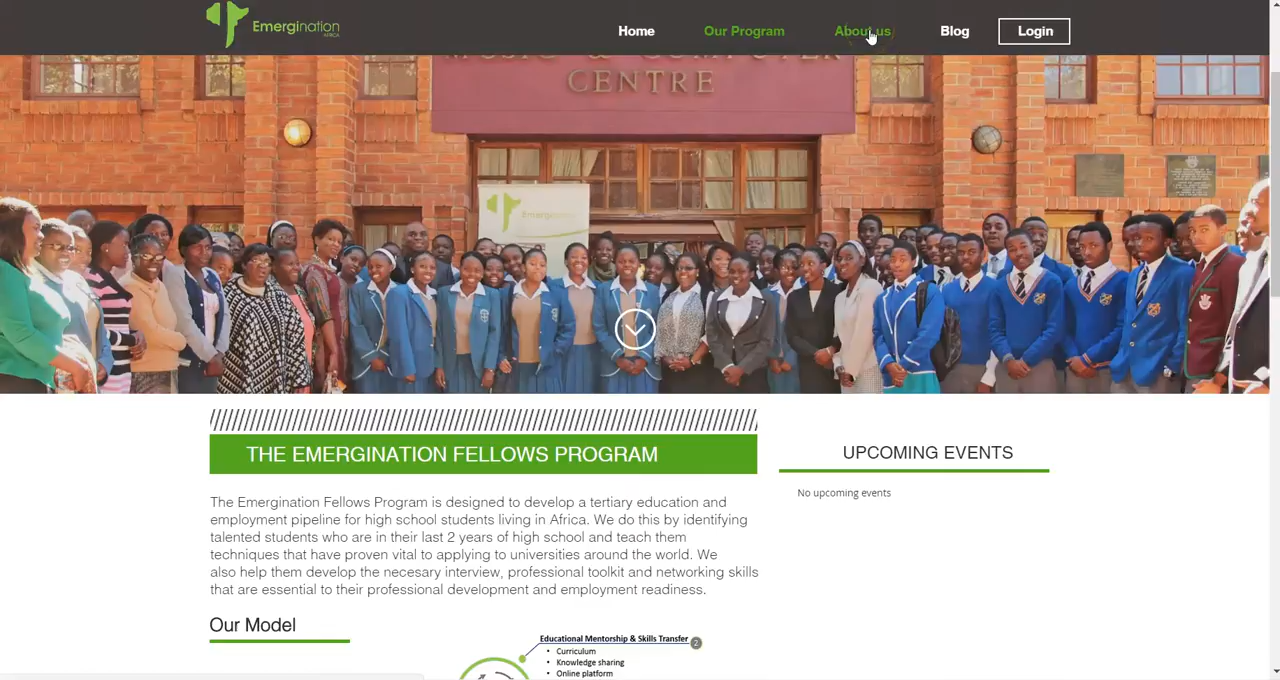 Emergination
AFRICA
Home
Our Program
About us
Blog
Login
MUSIC & COMPUTER
CENTRE
Emergination
THE EMERGINATION FELLOWS PROGRAM
The Emergination Fellows Program is designed to develop a tertiary education and
employment pipeline for high school students living in Africa. We do this by identifying
talented students who are in their last 2 years of high school and teach them
techniques that have proven vital to applying to universities around the world. We
also help them develop the necesary interview, professional toolkit and networking skills
that are essential to their professional development and employment readiness.
Our Model
Educational Mentorship & Skills Transfer 2
• Curriculum
• Knowledge sharing
• Online platform
UPCOMING EVENTS
No upcoming events